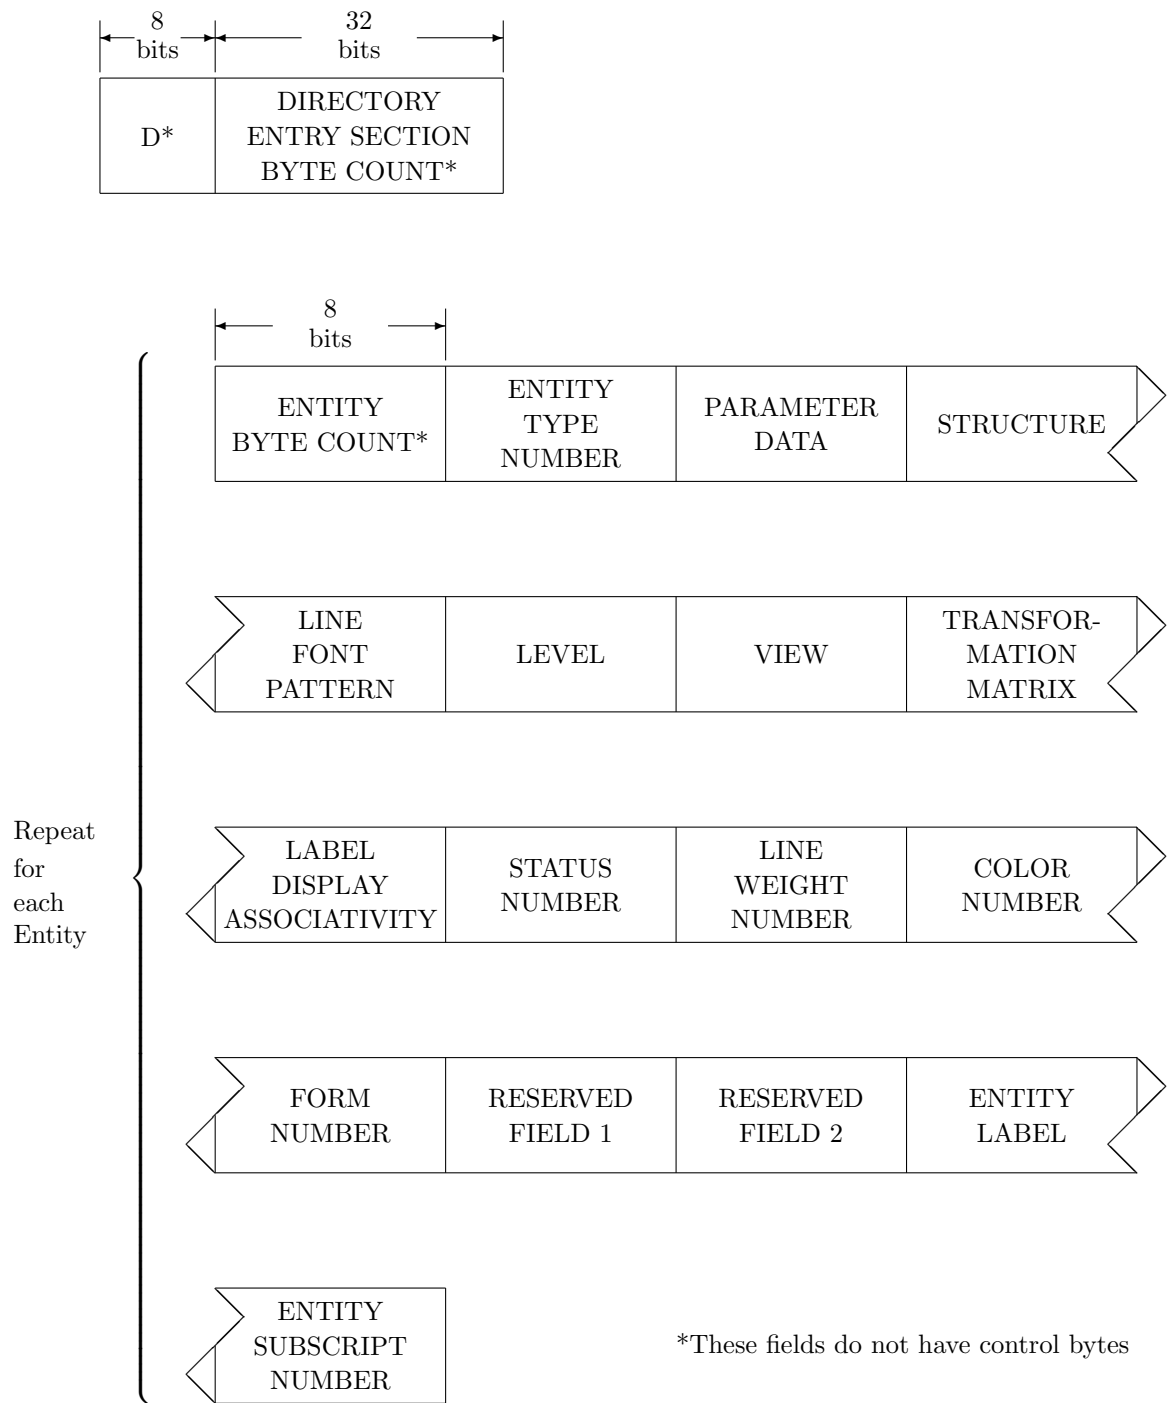 8
bits
32
bits
D*
DIRECTORY
ENTRY SECTION
BYTE COUNT*
8
bits
ENTITY
BYTE COUNT*
ENTITY
TYPE
NUMBER
PARAMETER
DATA
STRUCTURE
LINE
FONT
PATTERN
LEVEL
VIEW
TRANSFOR-
MATION
MATRIX
Repeat
for
each
Entity
LABEL
DISPLAY
ASSOCIATIVITY
STATUS
NUMBER
LINE
WEIGHT
NUMBER
COLOR
NUMBER
FORM
NUMBER
RESERVED
FIELD 1
RESERVED
FIELD 2
ENTITY
LABEL
ENTITY
SUBSCRIPT
NUMBER
*These fields do not have control bytes